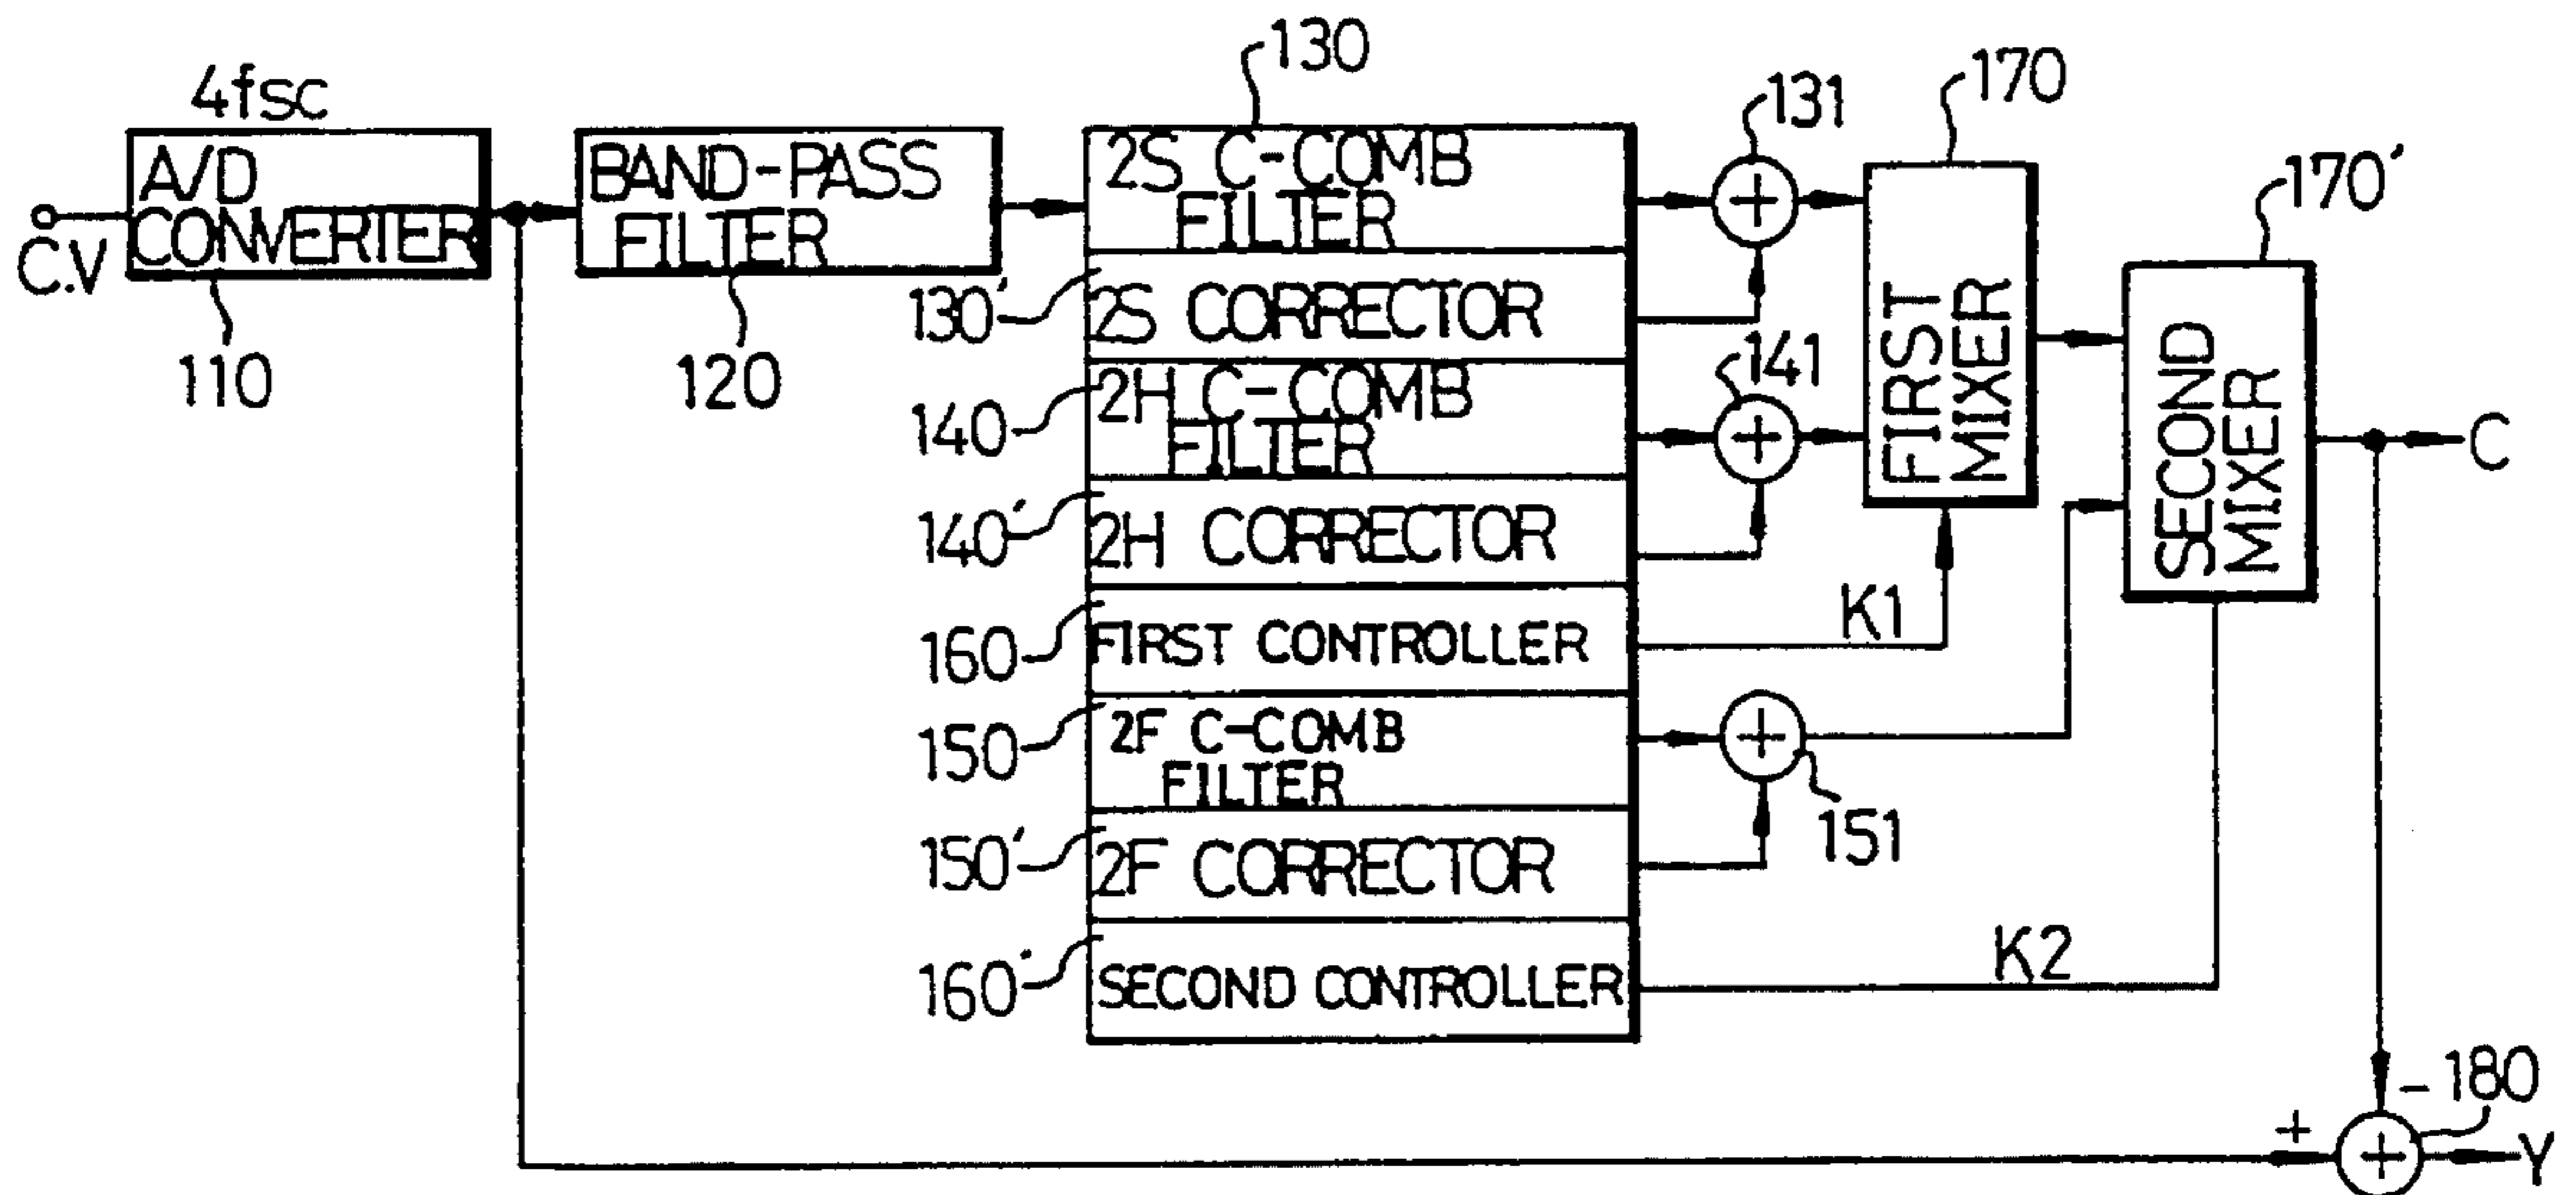 4fsc
A/D
CONVERTER
C.V
110
BAND-PASS
FILTER
120
130
2S C-COMB
FILTER
130'
2S CORRECTOR
140
2H C-COMB
FILTER
140'
2H CORRECTOR
160
FIRST CONTROLLER
150
2F C-COMB
FILTER
150'
2F CORRECTOR
160'
SECOND CONTROLLER
131
+
141
+
K1
+
151
K2
170
FIRST
MIXER
170'
SECOND
MIXER
C
- 180
+
+
Y